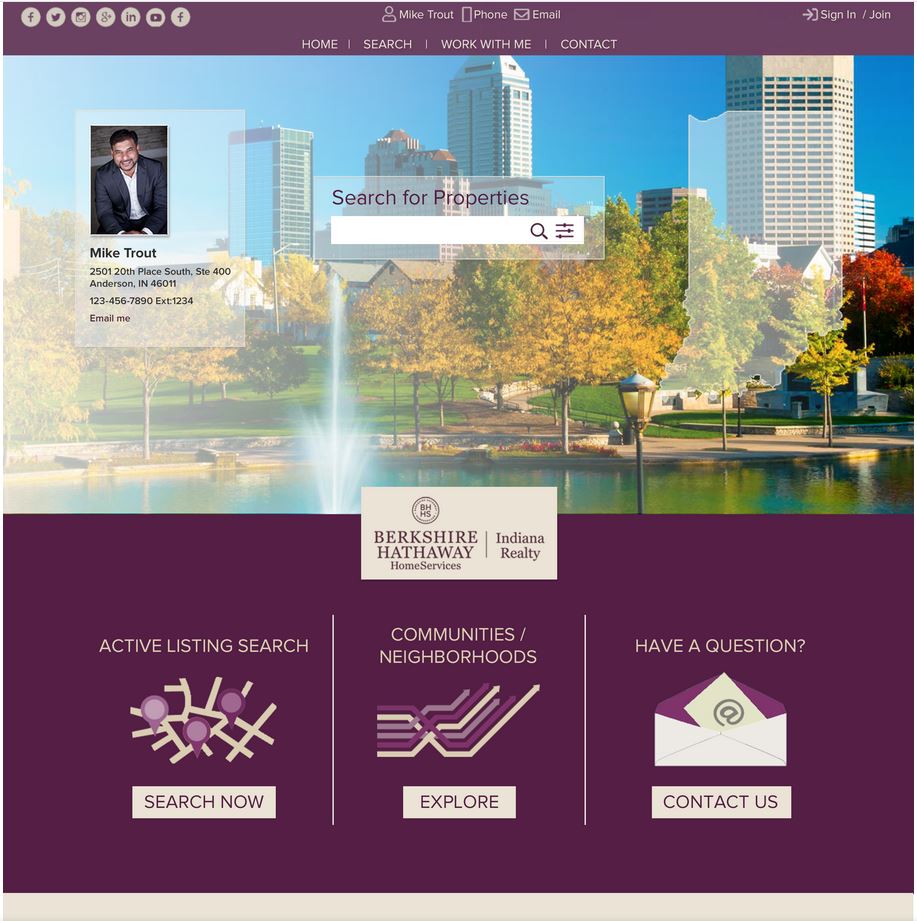 Mike Trout Phone Email
Sign In / Join
HOME | SEARCH | WORK WITH ME | CONTACT
Mike Trout
2501 20th Place South, Ste 400
Anderson, IN 46011
123-456-7890 Ext:1234
Email me
Search for Properties
BH
HS
BERKSHIRE
HATHAWAY
HomeServices
Indiana
Realty
ACTIVE LISTING SEARCH
SEARCH NOW
COMMUNITIES /
NEIGHBORHOODS
EXPLORE
HAVE A QUESTION?
@
CONTACT US